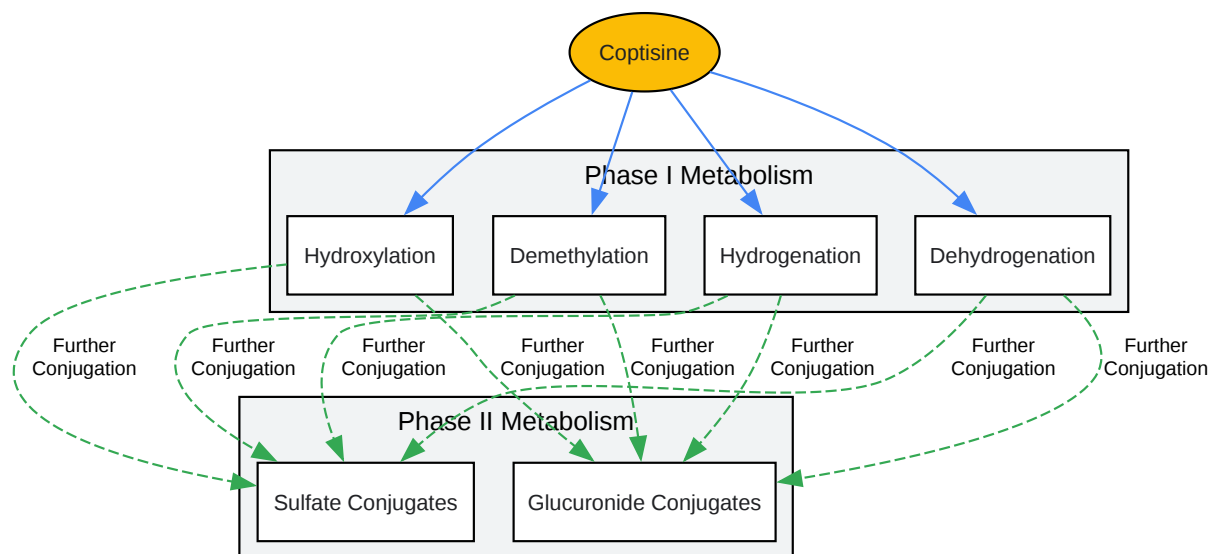 Coptisine
Phase I Metabolism
Hydroxylation
Demethylation
Hydrogenation
Dehydrogenation
Further
Conjugation
Further
Conjugation
Further
Conjugation
Further
Conjugation
Further
Conjugation
Further
Conjugation
Further
Conjugation
Further
Conjugation
Phase II Metabolism
Sulfate Conjugates
Glucuronide Conjugates